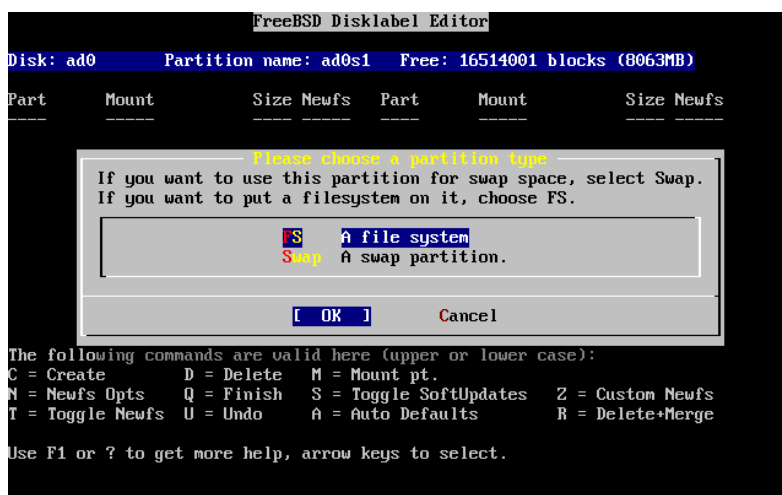 FreeBSD Disklabel Editor
Disk: ad0 Partition name: ad0s1 Free: 16514001 blocks (8063MB)
Part Mount Size Newfs Part Mount Size Newfs
---- ----- ---- ----- ---- ----- ---- -----
Please choose a partition type
If you want to use this partition for swap space, select Swap.
If you want to put a filesystem on it, choose FS.
FS A file system
Swap A swap partition.
[ OK ] Cancel
The following commands are valid here (upper or lower case):
C = Create D = Delete M = Mount pt.
N = Newfs Opts Q = Finish S = Toggle SoftUpdates Z = Custom Newfs
T = Toggle Newfs U = Undo A = Auto Defaults R = Delete+Merge
Use F1 or ? to get more help, arrow keys to select.